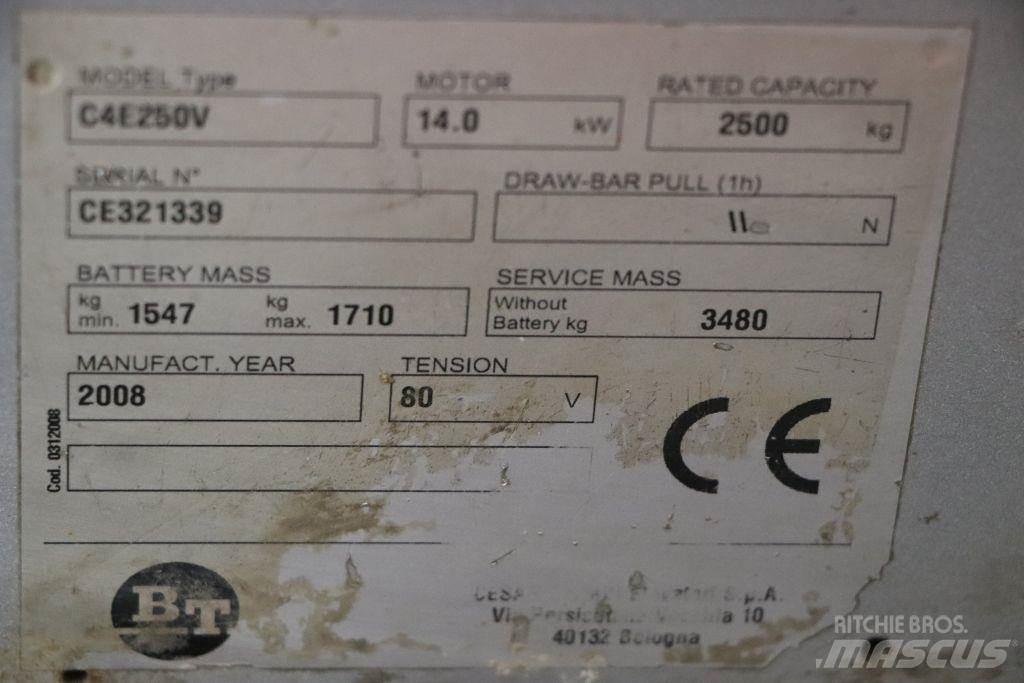 MODEL Type MOTOR RATED CAPACITY
C4E250V 14.0 kW 2500 kg
SERIAL N° DRAW-BAR PULL (1h)
CE321339 N
BATTERY MASS SERVICE MASS
kg min. 1547 kg max. 1710 Without Battery kg 3480
MANUFACT. YEAR TENSION
2008 80 V
Cod. 0312008
CE
BT
S.p.A.
10
40132 Bologna
RITCHIE BROS.
MASCUS